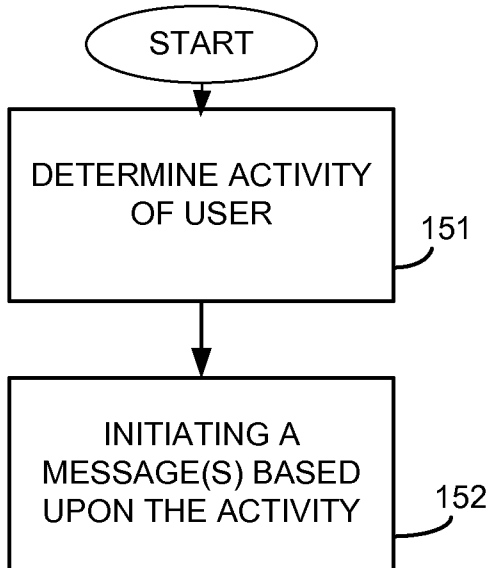 START
DETERMINE ACTIVITY
OF USER
151
INITIATING A
MESSAGE(S) BASED
UPON THE ACTIVITY
152